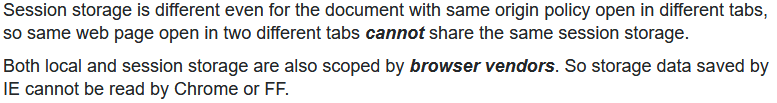 Session storage is different even for the document with same origin policy open in different tabs,
so same web page open in two different tabs cannot share the same session storage.
Both local and session storage are also scoped by browser vendors. So storage data saved by
IE cannot be read by Chrome or FF.